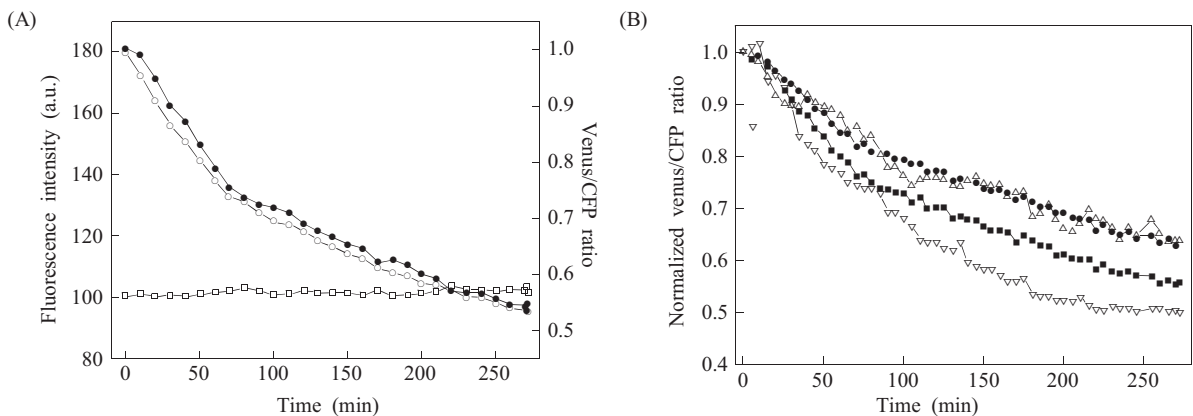 (A)
180
160
140
120
100
80
Fluorescence intensity (a.u.)
1.0
0.9
0.8
0.7
0.6
0.5
Venus/CFP ratio
0 50 100 150 200 250
Time (min)
(B)
1.0
0.9
0.8
0.7
0.6
0.5
0.4
Normalized venus/CFP ratio
0 50 100 150 200 250
Time (min)